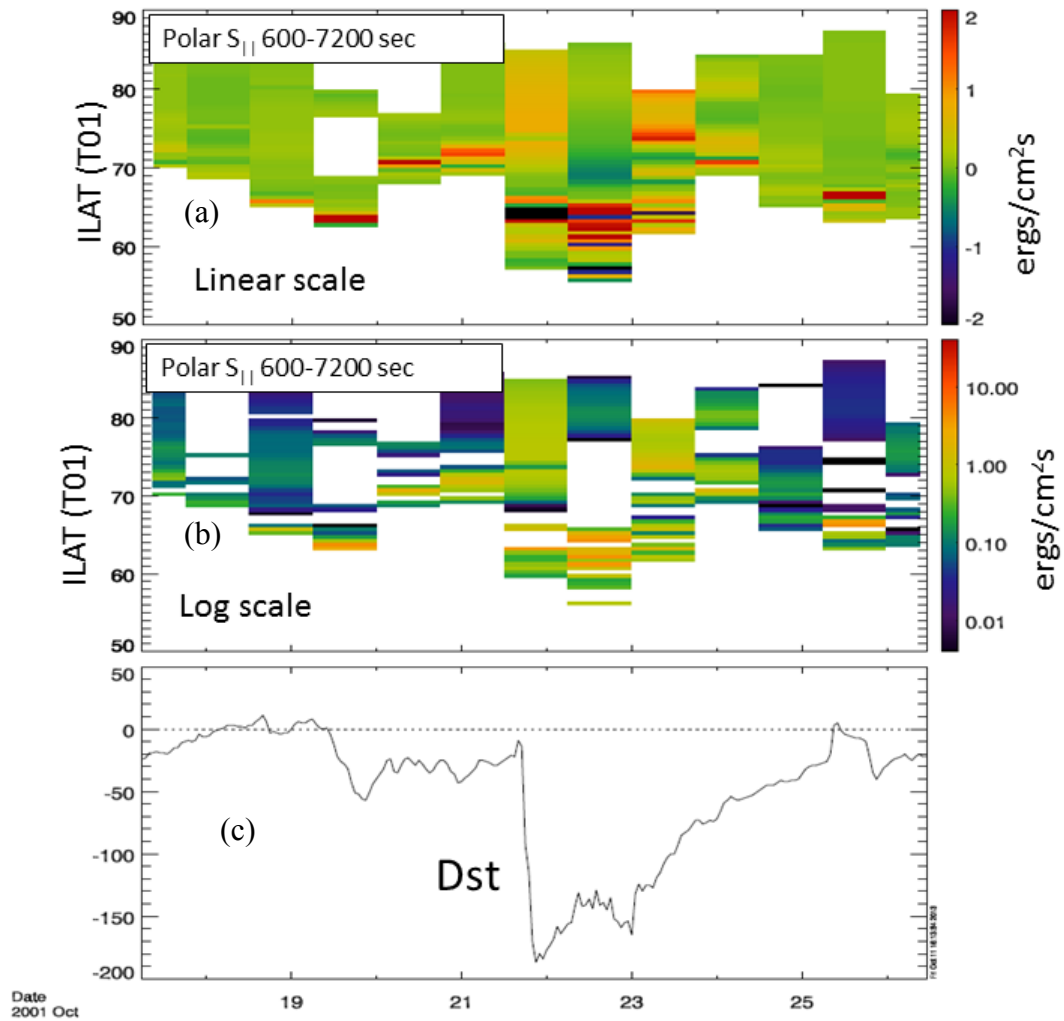 90
Polar S|| 600-7200 sec
80
70
60
50
ILAT (T01)
(a)
Linear scale
2
1
0
-1
-2
ergs/cm²s
90
Polar S|| 600-7200 sec
80
70
60
50
ILAT (T01)
(b)
Log scale
10.00
1.00
0.10
0.01
ergs/cm²s
50
0
-50
-100
-150
-200
(c)
Dst
Date
2001 Oct
19
21
23
25